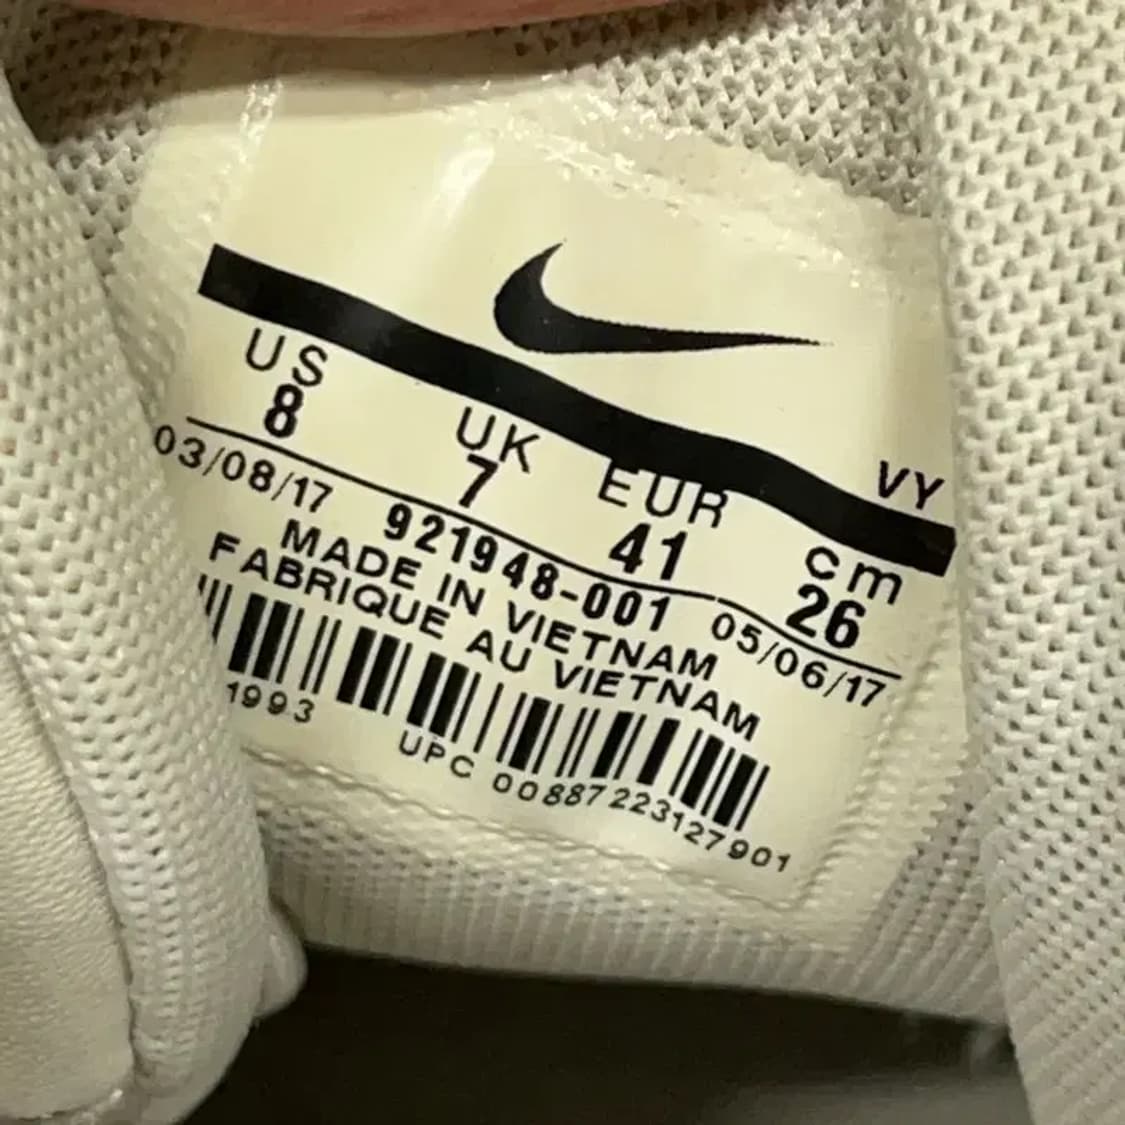 VY
US UK EUR cm
8 7 41 26
03/08/17 921948-001 05/06/17
MADE IN VIETNAM
FABRIQUE AU VIETNAM
1993
UPC 00887223127901